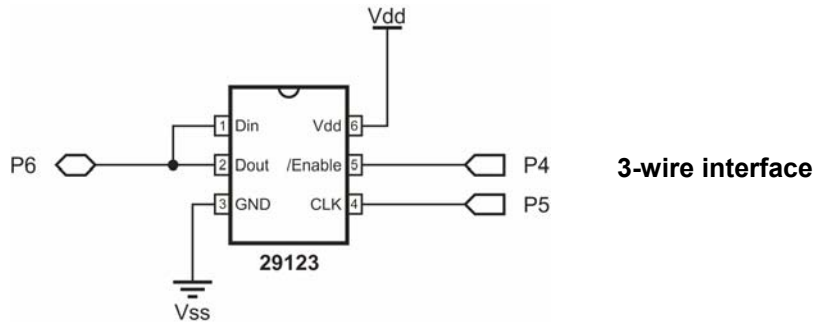 Vdd
1 Din Vdd 6
P6 2 Dout /Enable 5 P4
3-wire interface
3 GND CLK 4 P5
29123
Vss